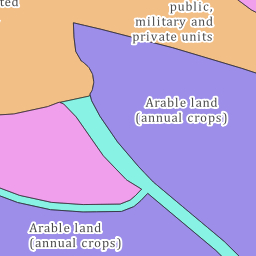 public,
military and
private units
Arable land
(annual crops)
Arable land
(annual crops)